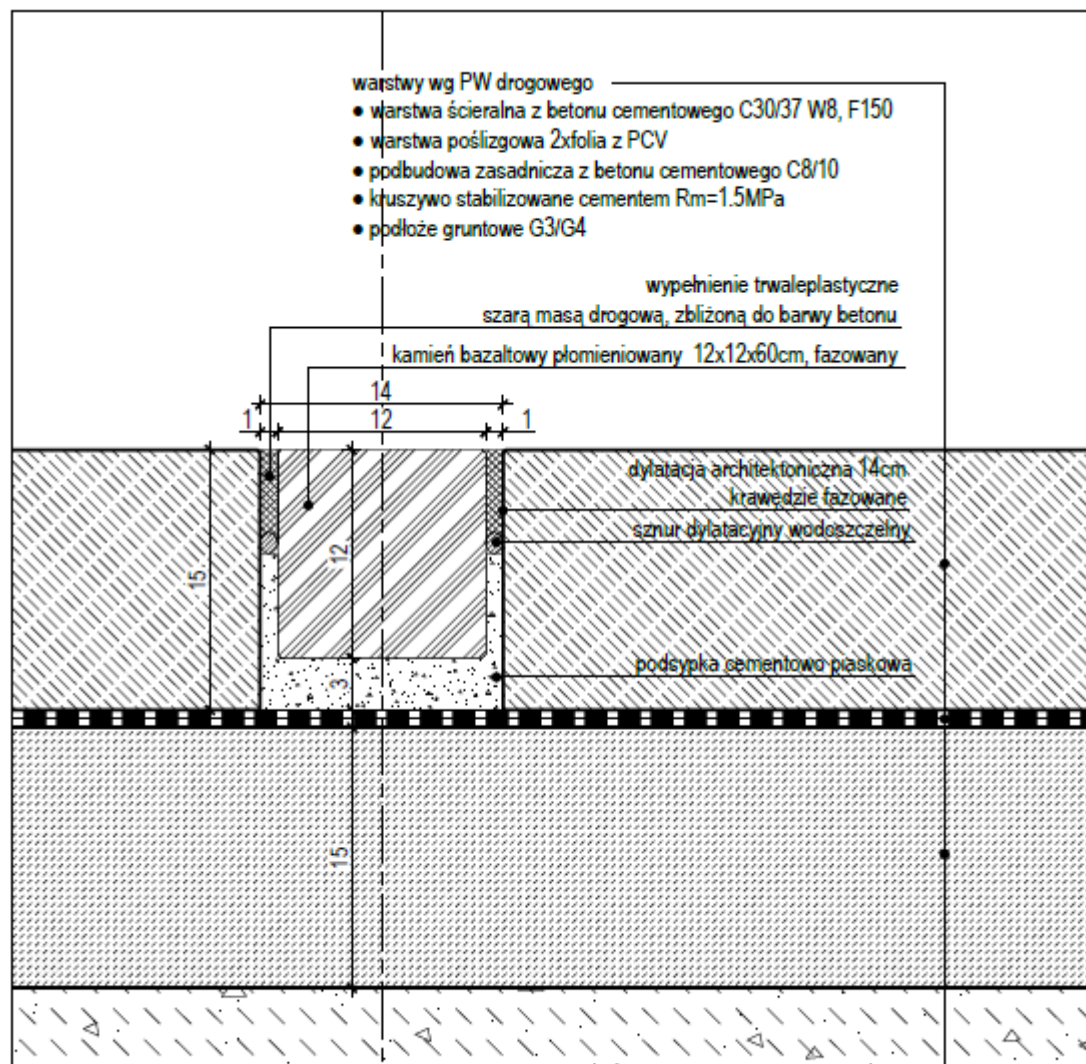 warstwy wg PW drogowego
● warstwa ścieralna z betonu cementowego C30/37 W8, F150
● warstwa poślizgowa 2xfolia z PCV
● podbudowa zasadnicza z betonu cementowego C8/10
● kruszywo stabilizowane cementem Rm=1.5MPa
● podłoże gruntowe G3/G4
wypełnienie trwaleplastyczne
szarą masą drogową, zbliżoną do barwy betonu
kamień bazaltowy płomieniowany 12x12x60cm, fazowany
14
1 12 1
dylatacja architektoniczna 14cm
krawędzie fazowane
sznur dylatacyjny wodoszczelny
12
15
podsypka cementowo piaskowa
3
15